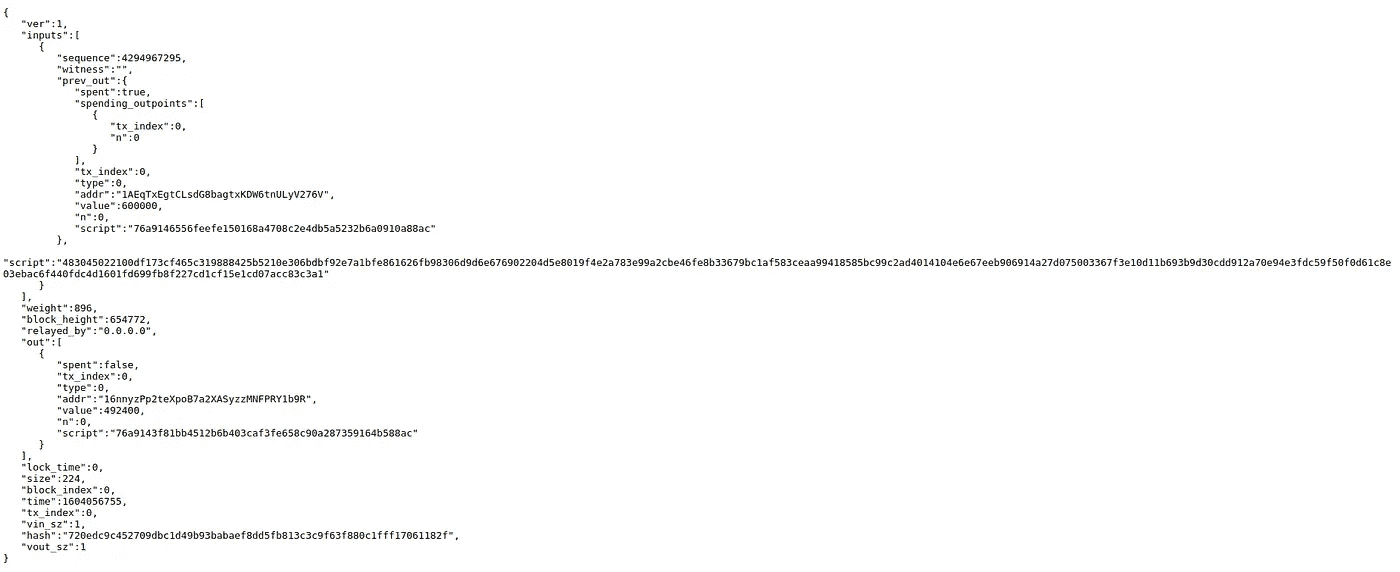 {
"ver":1,
"inputs":[
{
"sequence":4294967295,
"witness":"",
"prev_out":{
"spent":true,
"spending_outpoints":[
{
"tx_index":0,
"n":0
}
],
"tx_index":0,
"type":0,
"addr":"1AEqTxEgtCLsdG8bagtxKDW6tnULyV276V",
"value":600000,
"n":0,
"script":"76a9146556feefe150168a4708c2e4db5a5232b6a0910a88ac"
},
"script":"483045022100df173cf465c319888425b5210e306bdbf92e7a1bfe861626fb98306d9d6e676902204d5e8019f4e2a783e99a2cbe46fe8b33679bc1af583ceaa99418585bc99c2ad4014104e6e67eeb906914a27d075003367f3e10d11b693b9d30cdd912a70e94e3fdc59f50f0d61c8e
03ebac6f440fdc4d1601fd699fb8f227cd1cf15e1cd07acc83c3a1"
}
],
"weight":896,
"block_height":654772,
"relayed_by":"0.0.0.0",
"out":[
{
"spent":false,
"tx_index":0,
"type":0,
"addr":"16nnyzPp2teXpoB7a2XASyzzMNFPRY1b9R",
"value":492400,
"n":0,
"script":"76a9143f81bb4512b6b403caf3fe658c90a287359164b588ac"
}
],
"lock_time":0,
"size":224,
"block_index":0,
"time":1604056755,
"tx_index":0,
"vin_sz":1,
"hash":"720edc9c452709dbc1d49b93babaef8dd5fb813c3c9f63f880c1fff17061182f",
"vout_sz":1
}